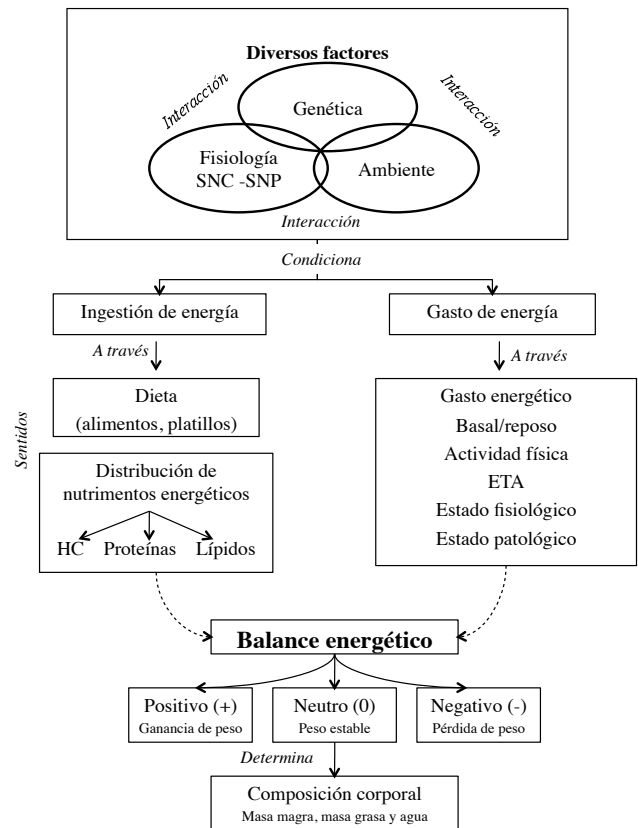 Diversos factores
Interacción
Interacción
Genética
Fisiología
SNC -SNP
Ambiente
Interacción
Condiciona
Ingestión de energía
Gasto de energía
A través
A través
Sentidos
Dieta
(alimentos, platillos)
Distribución de
nutrimentos energéticos
HC Proteínas Lípidos
Gasto energético
Basal/reposo
Actividad física
ETA
Estado fisiológico
Estado patológico
Balance energético
Positivo (+)
Ganancia de peso
Neutro (0)
Peso estable
Negativo (-)
Pérdida de peso
Determina
Composición corporal
Masa magra, masa grasa y agua